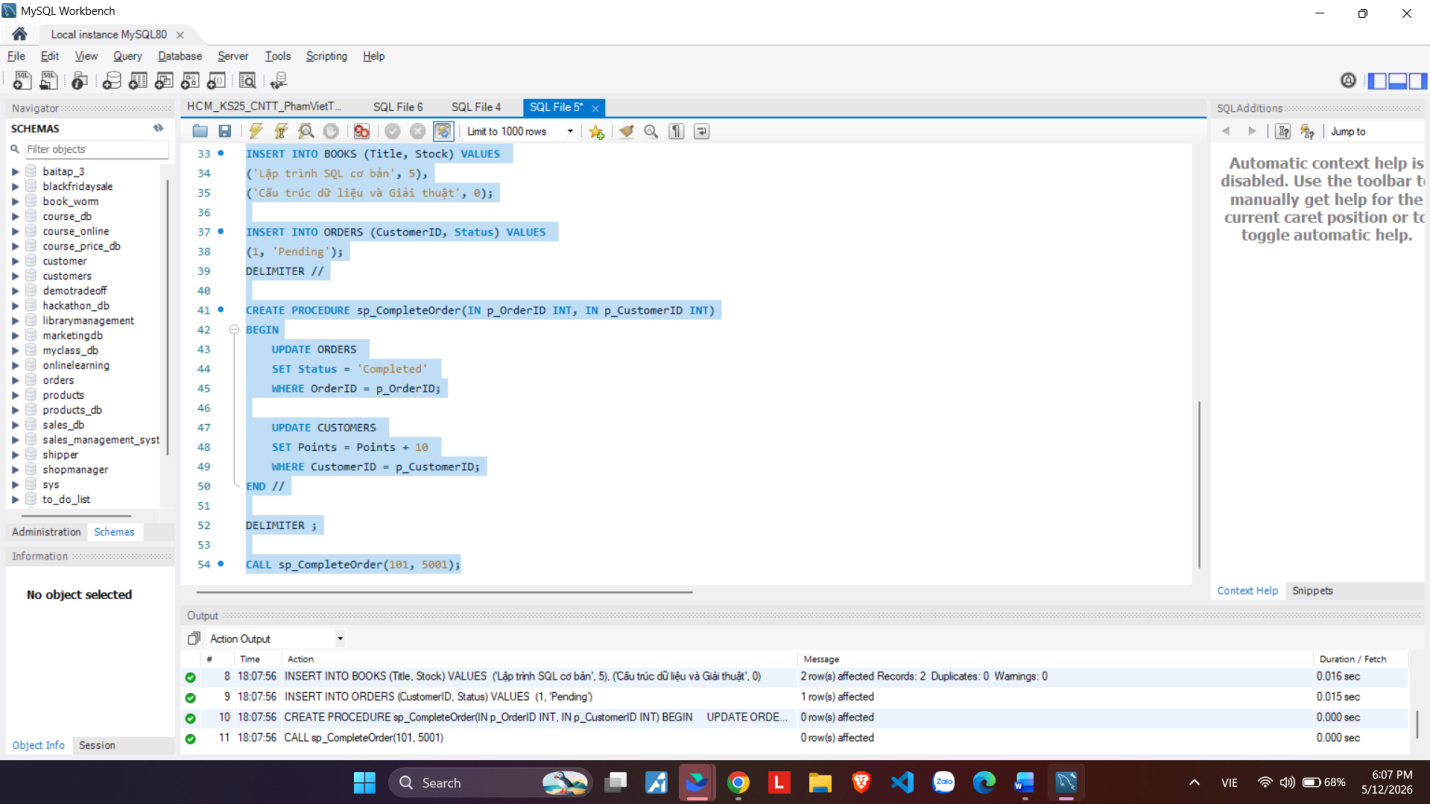 MySQL Workbench
Local instance MySQL80
File Edit View Query Database Server Tools Scripting Help
Navigator
SCHEMAS
Filter objects
baitap_3
blackfridaysale
book_worm
course_db
course_online
course_price_db
customer
customers
demotradeoff
hackathon_db
librarymanagement
marketingdb
myclass_db
onlinelearning
orders
products
products_db
sales_db
sales_management_syst
shipper
shopmanager
sys
to_do_list
Administration Schemas
Information
No object selected
Object Info Session
HCM_KS25_CNTT_PhamVietT... SQL File 6 SQL File 4 SQL File 5*
Limit to 1000 rows
33 INSERT INTO BOOKS (Title, Stock) VALUES
34 ('Lập trình SQL cơ bản', 5),
35 ('Cấu trúc dữ liệu và Giải thuật', 0);
36
37 INSERT INTO ORDERS (CustomerID, Status) VALUES
38 (1, 'Pending');
39 DELIMITER //
40
41 CREATE PROCEDURE sp_CompleteOrder(IN p_OrderID INT, IN p_CustomerID INT)
42 BEGIN
43 UPDATE ORDERS
44 SET Status = 'Completed'
45 WHERE OrderID = p_OrderID;
46
47 UPDATE CUSTOMERS
48 SET Points = Points + 10
49 WHERE CustomerID = p_CustomerID;
50 END //
51
52 DELIMITER ;
53
54 CALL sp_CompleteOrder(101, 5001);
SQLAdditions
Jump to
Automatic context help is
disabled. Use the toolbar to
manually get help for the
current caret position or to
toggle automatic help.
Context Help Snippets
Output
Action Output
# Time Action Message Duration / Fetch
8 18:07:56 INSERT INTO BOOKS (Title, Stock) VALUES ('Lập trình SQL cơ bản', 5), ('Cấu trúc dữ liệu và Giải thuật', 0) 2 row(s) affected Records: 2 Duplicates: 0 Warnings: 0 0.016 sec
9 18:07:56 INSERT INTO ORDERS (CustomerID, Status) VALUES (1, 'Pending') 1 row(s) affected 0.015 sec
10 18:07:56 CREATE PROCEDURE sp_CompleteOrder(IN p_OrderID INT, IN p_CustomerID INT) BEGIN UPDATE ORDE... 0 row(s) affected 0.000 sec
11 18:07:56 CALL sp_CompleteOrder(101, 5001) 0 row(s) affected 0.000 sec
Search
Zalo
VIE
68%
6:07 PM
5/12/2026